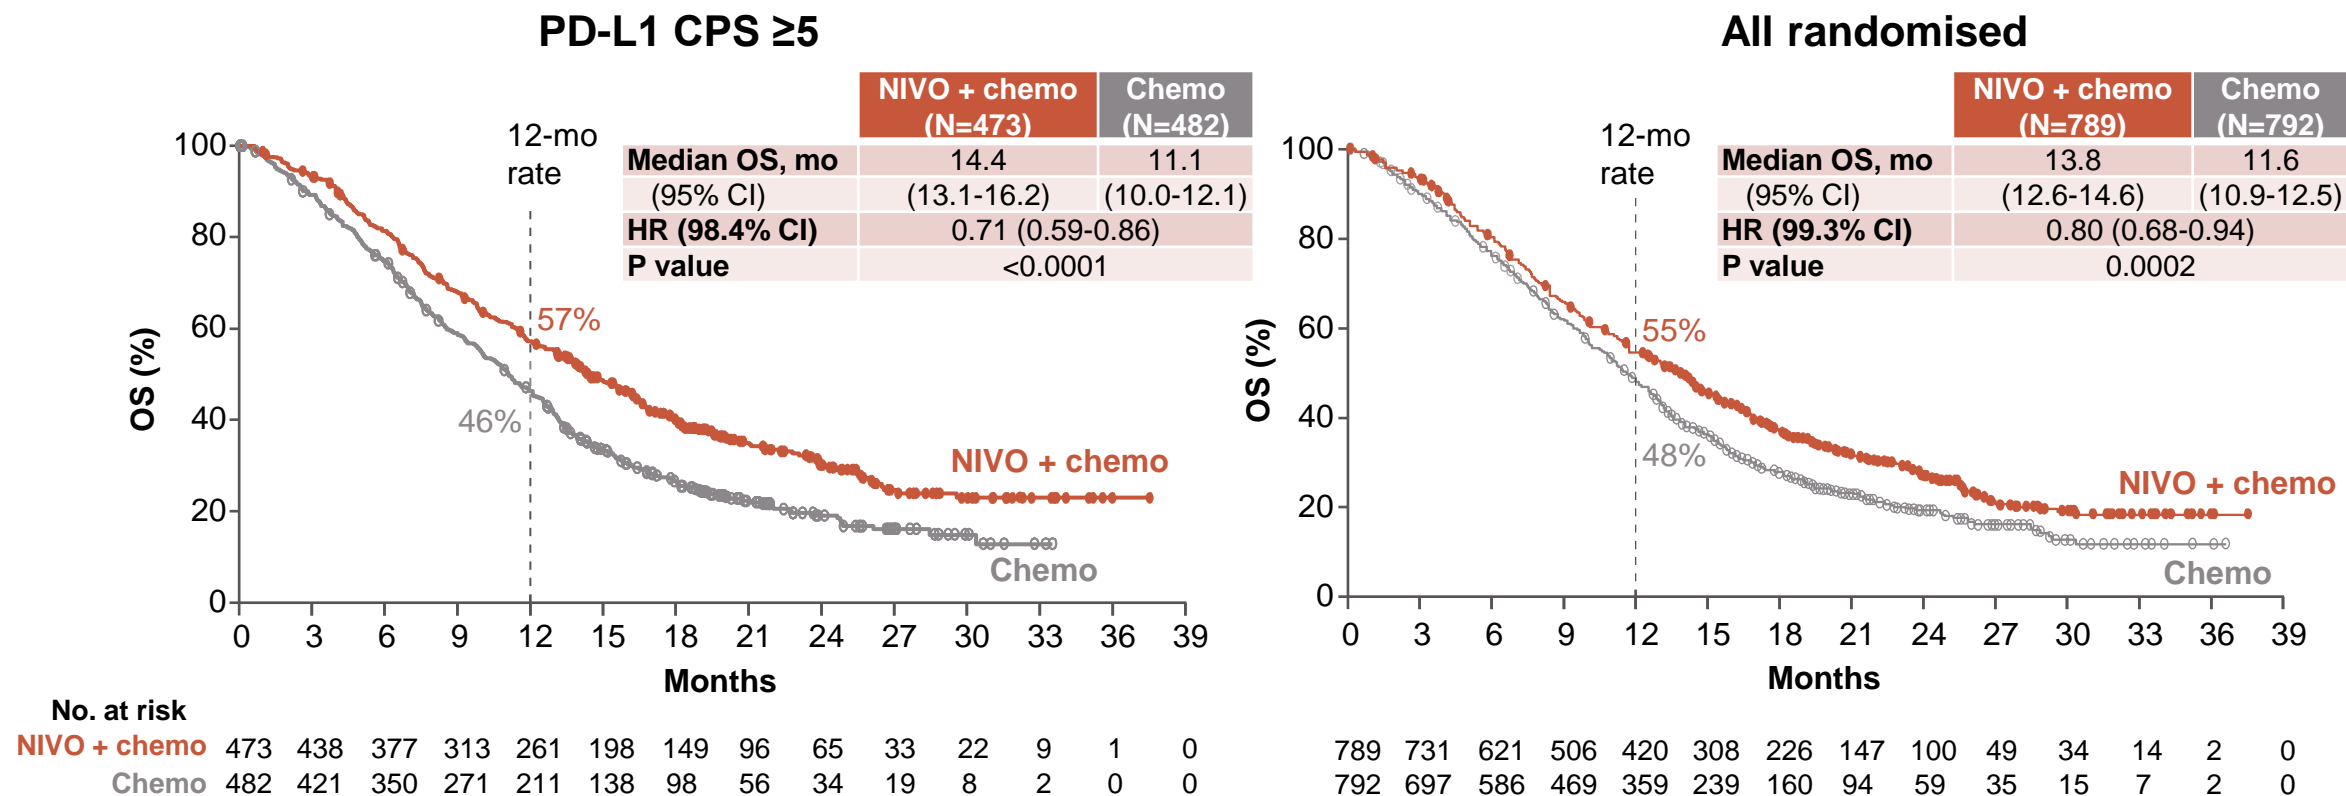 PD-L1 CPS ≥5
NIVO + chemo (N=473)
Chemo (N=482)
Median OS, mo 14.4 11.1
(95% CI) (13.1-16.2) (10.0-12.1)
HR (98.4% CI) 0.71 (0.59-0.86)
P value <0.0001
12-mo
rate
OS (%)
100
80
60
40
20
0
57%
46%
NIVO + chemo
Chemo
0 3 6 9 12 15 18 21 24 27 30 33 36 39
Months
No. at risk
NIVO + chemo 473 438 377 313 261 198 149 96 65 33 22 9 1 0
Chemo 482 421 350 271 211 138 98 56 34 19 8 2 0 0
All randomised
NIVO + chemo (N=789)
Chemo (N=792)
Median OS, mo 13.8 11.6
(95% CI) (12.6-14.6) (10.9-12.5)
HR (99.3% CI) 0.80 (0.68-0.94)
P value 0.0002
12-mo
rate
OS (%)
100
80
60
40
20
0
55%
48%
NIVO + chemo
Chemo
0 3 6 9 12 15 18 21 24 27 30 33 36 39
Months
789 731 621 506 420 308 226 147 100 49 34 14 2 0
792 697 586 469 359 239 160 94 59 35 15 7 2 0